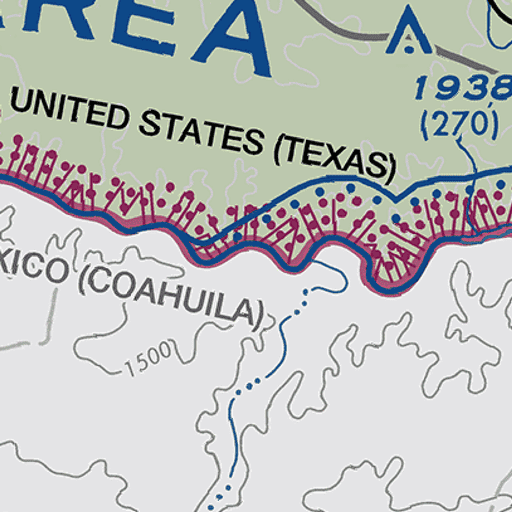 AREA
1938'
(270)
UNITED STATES (TEXAS)
XICO (COAHUILA)
1500